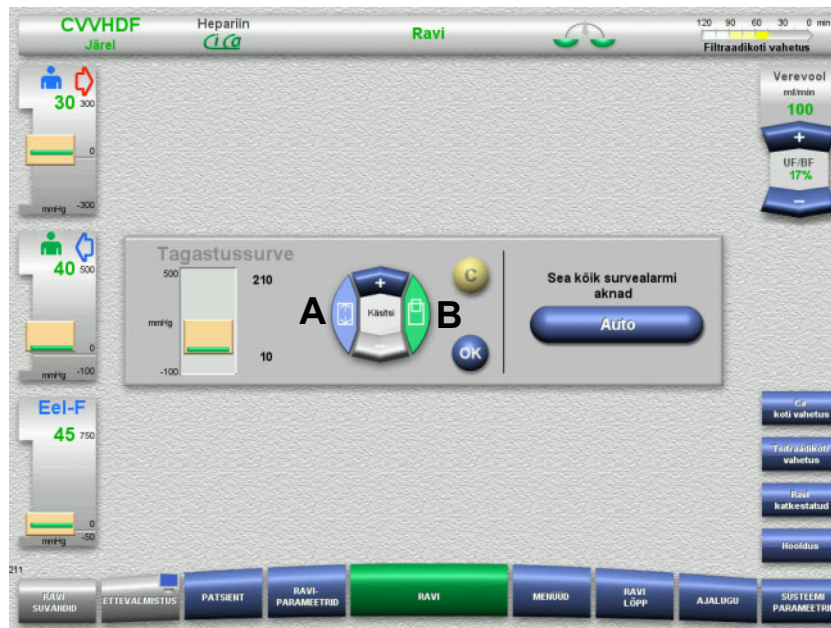 CVVHDF
Järel
Hepariin
Ci Ca
Ravi
120 90 60 30 0 min
Filtraadikoti vahetus
30
300
0
mmHg -300
40
500
0
mmHg -100
Eel-F
45
750
0
-50
mmHg
Verevool
ml/min
100
+
UF/BF
17%
–
Tagastussurve
500
210
mmHg
10
-100
A
+
Käsitsi
–
B
C
OK
Sea kõik survealarmi
aknad
Auto
Ca
koti vahetus
Tsitraadikoti
vahetus
Ravi
katkestatud
Hooldus
211
RAVI
SUVANDID
ETTEVALMISTUS
PATSIENT
RAVI-
PARAMEETRID
RAVI
MENÜÜD
RAVI
LÕPP
AJALUGU
SÜSTEEMI
PARAMEETRID